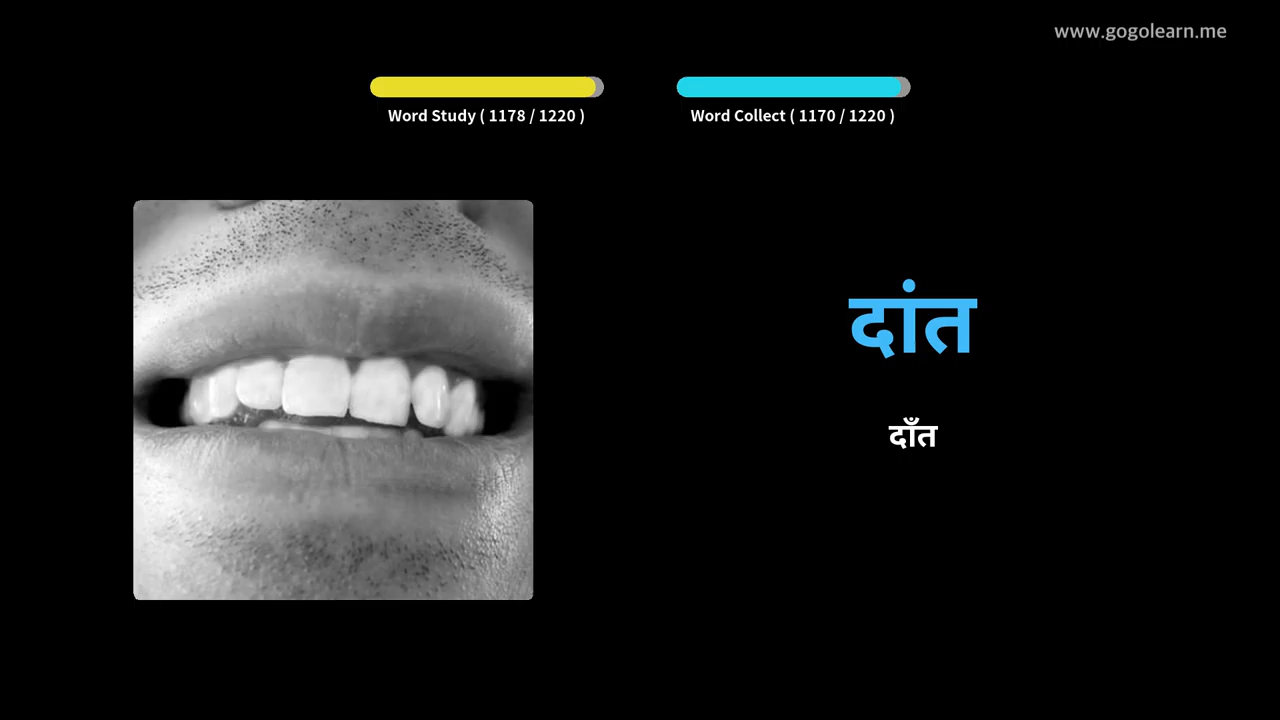 www.gogolearn.me
Word Study ( 1178 / 1220 )
Word Collect ( 1170 / 1220 )
दांत
दाँत